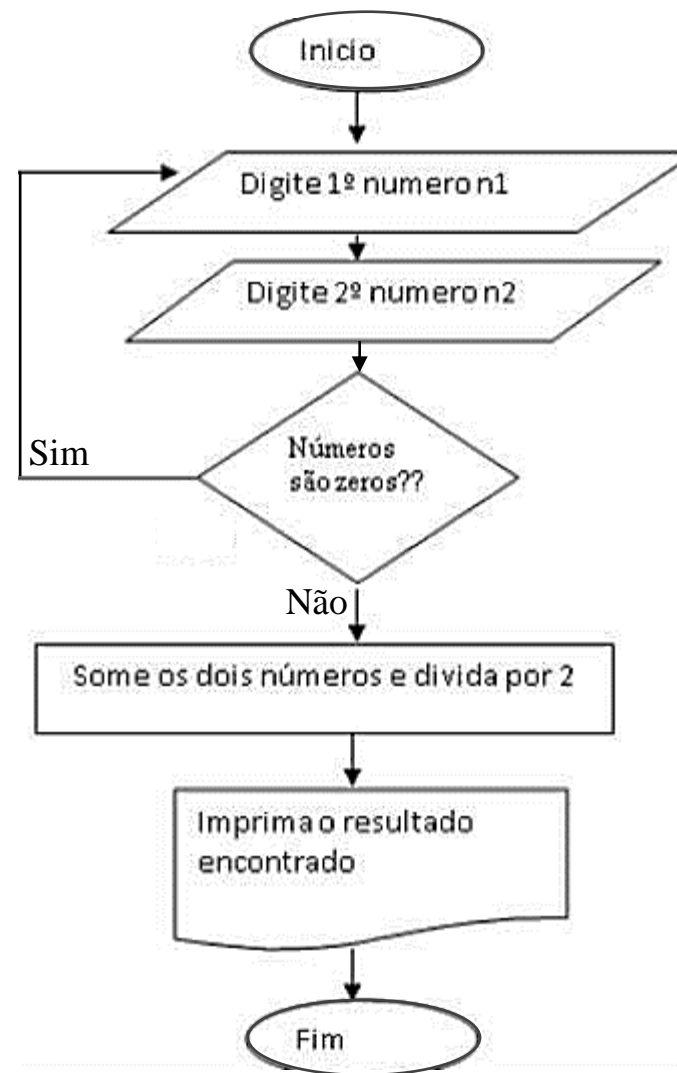 Inicio
Digite 1º numero n1
Digite 2º numero n2
Sim
Números
são zeros??
Não
Some os dois números e divida por 2
Imprima o resultado
encontrado
Fim